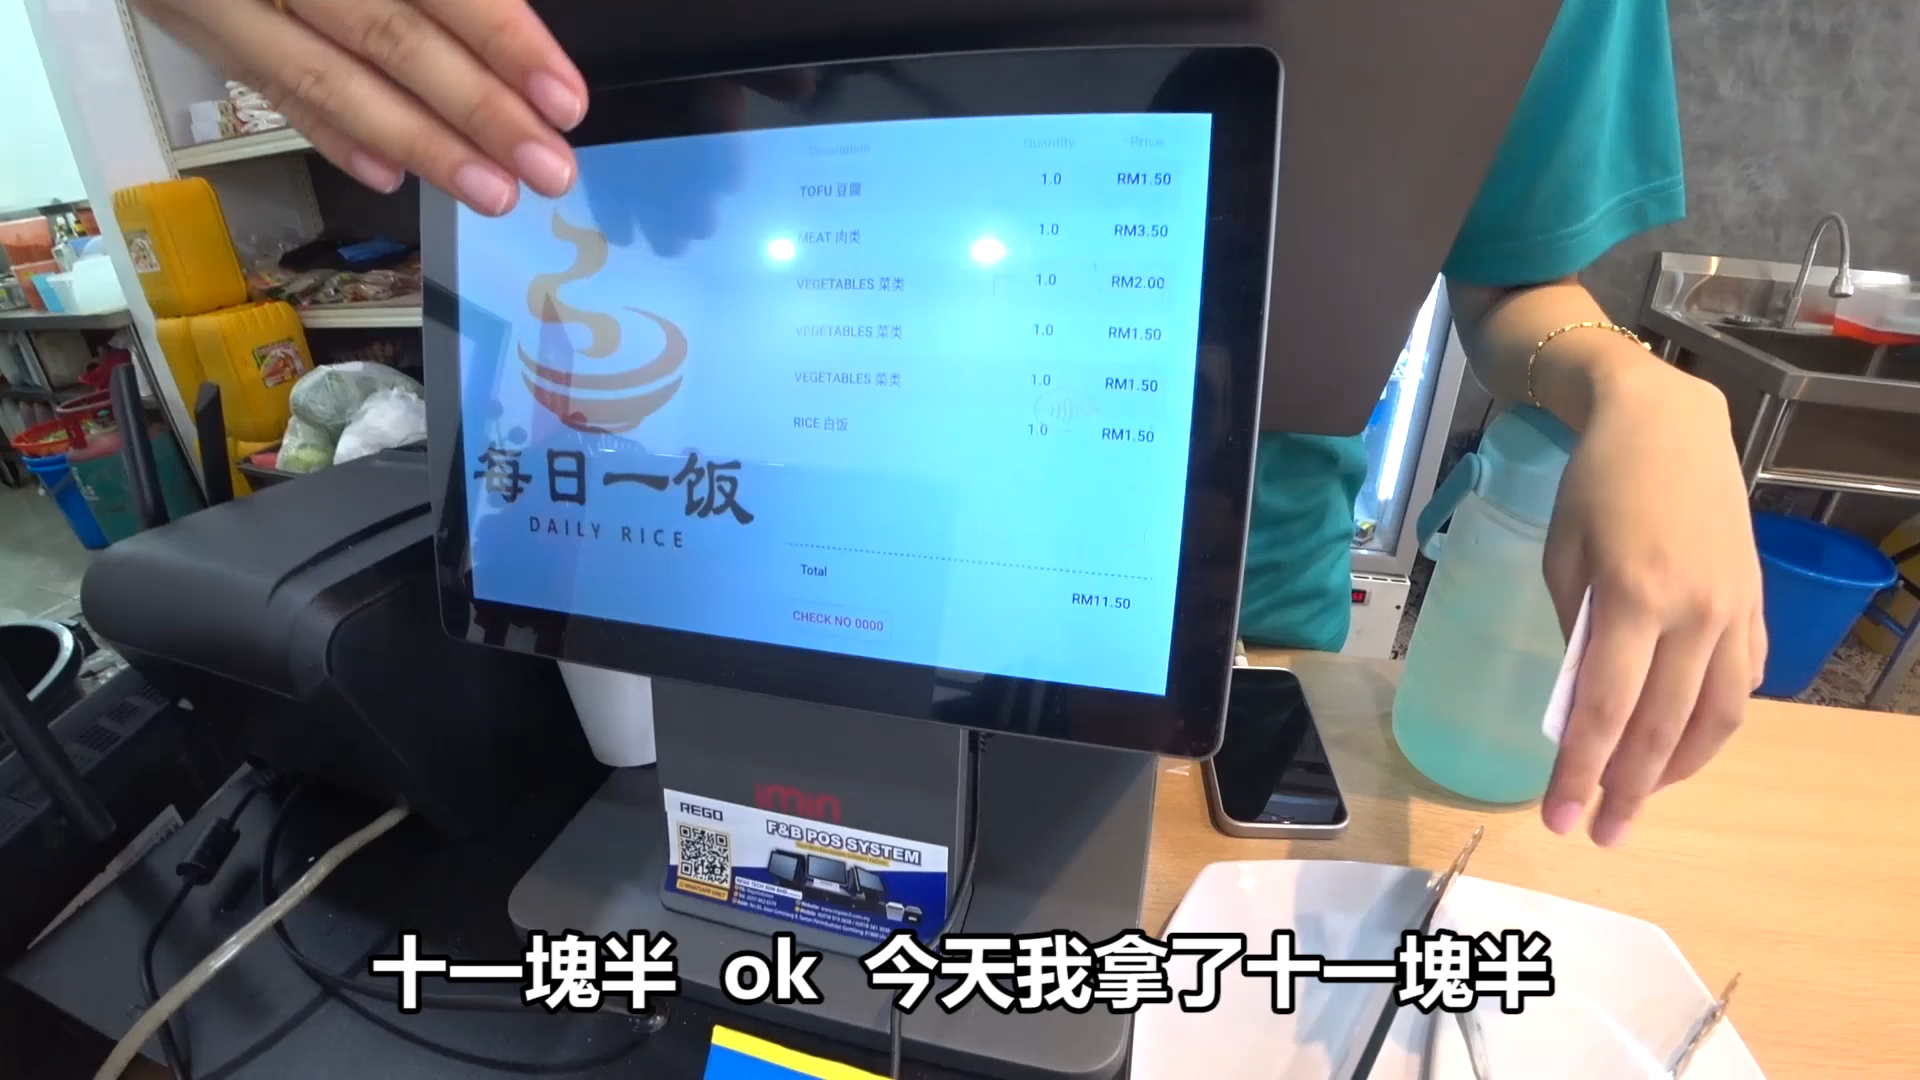 Description Quantity Price
TOFU 豆腐 1.0 RM1.50
MEAT 肉类 1.0 RM3.50
VEGETABLES 菜类 1.0 RM2.00
VEGETABLES 菜类 1.0 RM1.50
VEGETABLES 菜类 1.0 RM1.50
RICE 白饭 1.0 RM1.50
每日一饭
DAILY RICE
Total
RM11.50
CHECK NO 0000
imin
REGO
F&B POS SYSTEM
十一塊半 ok 今天我拿了十一塊半